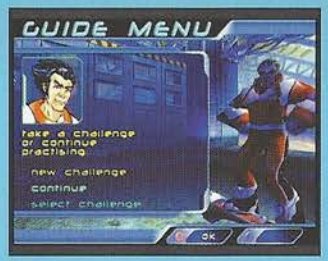 GUIDE MENU
take a challenge
or continue
practising.
new challenge
continue
select challenge
OK